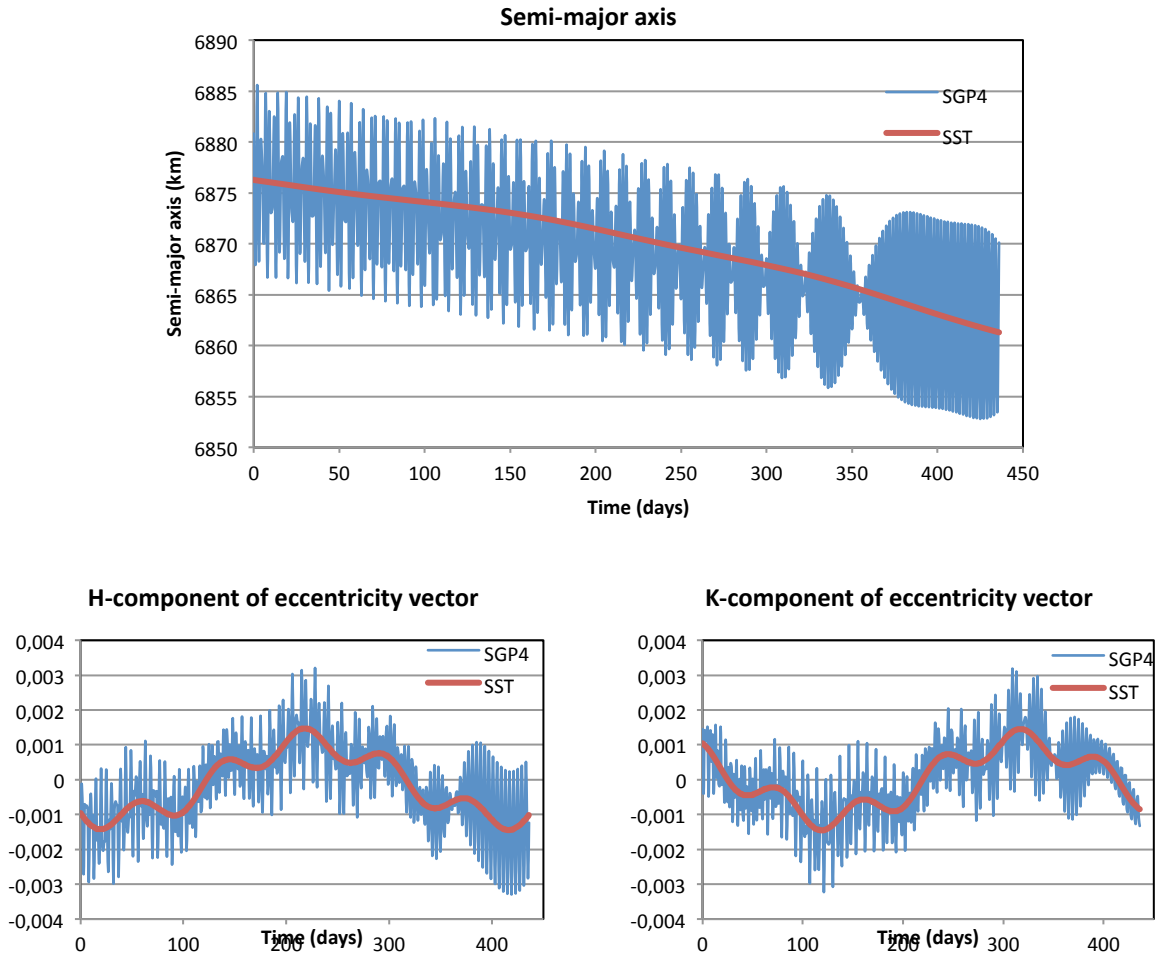 Semi-major axis
6890
6885
6880
6875
6870
6865
6860
6855
6850
Semi-major axis (km)
SGP4
SST
0 50 100 150 200 250 300 350 400 450
Time (days)
H-component of eccentricity vector
0,004
0,003
0,002
0,001
0
-0,001
-0,002
-0,003
-0,004
SGP4
SST
0 100 200 300 400
Time (days)
K-component of eccentricity vector
0,004
0,003
0,002
0,001
0
-0,001
-0,002
-0,003
-0,004
SGP4
SST
0 100 200 300 400
Time (days)